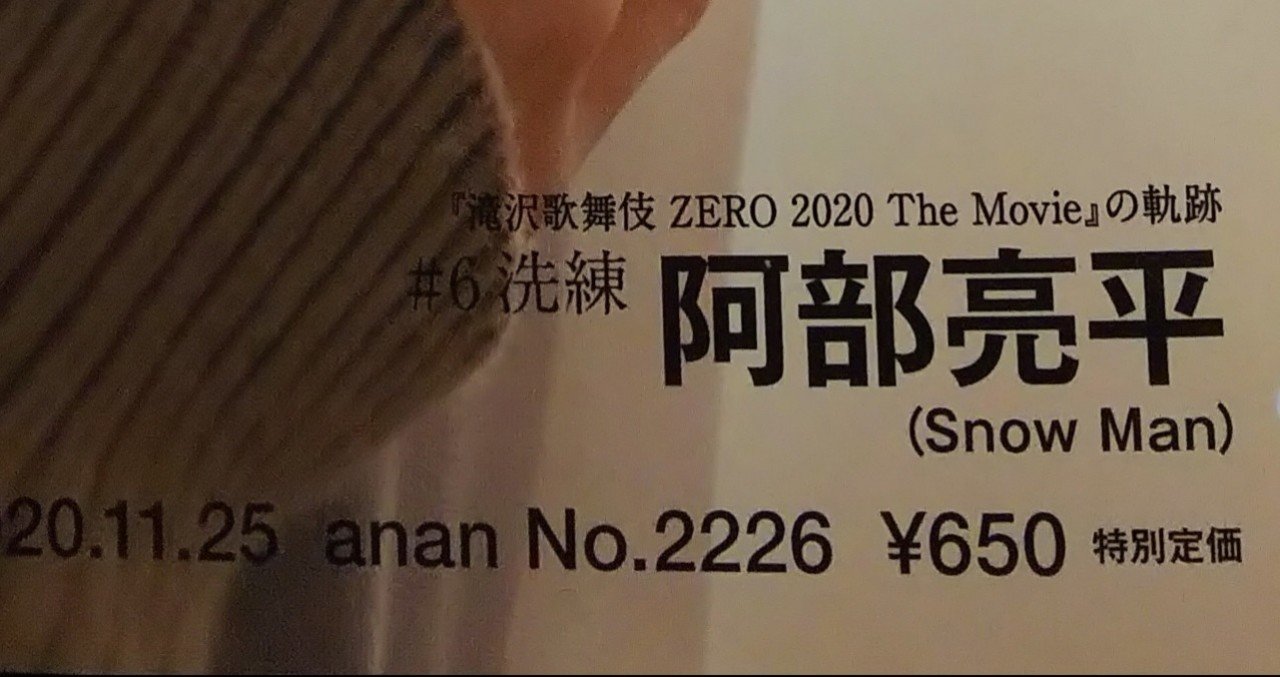 『滝沢歌舞伎 ZERO 2020 The Movie』の軌跡
#6 洗練 阿部亮平
(Snow Man)
20.11.25 anan No.2226 ¥650 特別定価